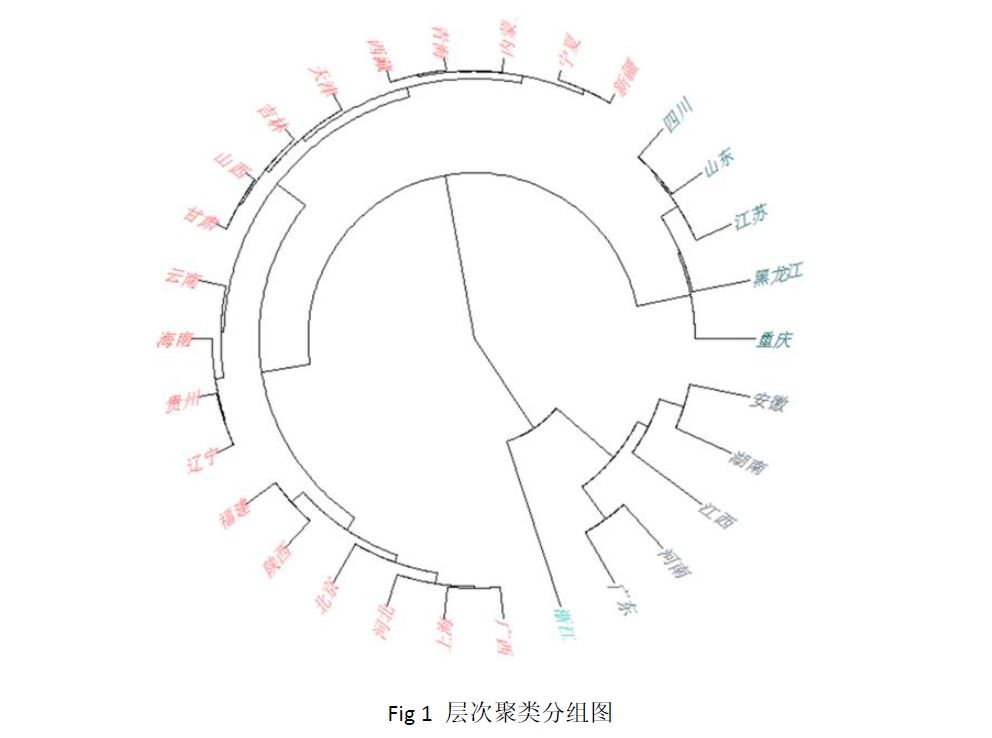 西藏
青海
内蒙
宁夏
新疆
天津
四川
吉林
山东
山西
江苏
甘肃
黑龙江
云南
海南
重庆
贵州
安徽
辽宁
湖南
福建
江西
陕西
河南
北京
广东
河北
上海
广西
浙江
Fig 1 层次聚类分组图